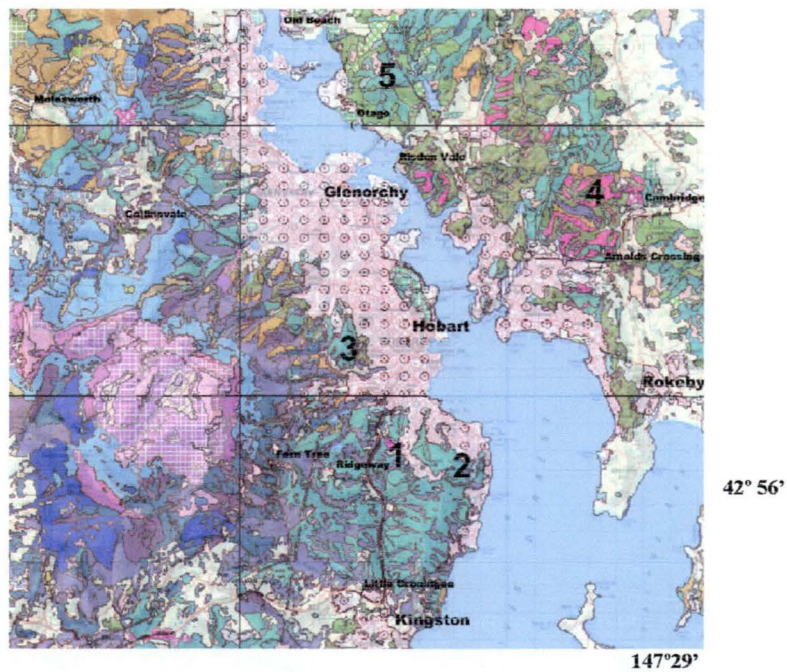 Old Beach
5
Molesworth
Otago
Risdon Vale
Glenorchy
4
Cambridge
Collinsvale
Arnolds Crossing
Hobart
3
Rokeby
Fern Tree
Ridgeway
1
2
42° 56'
Kingston
147°29'